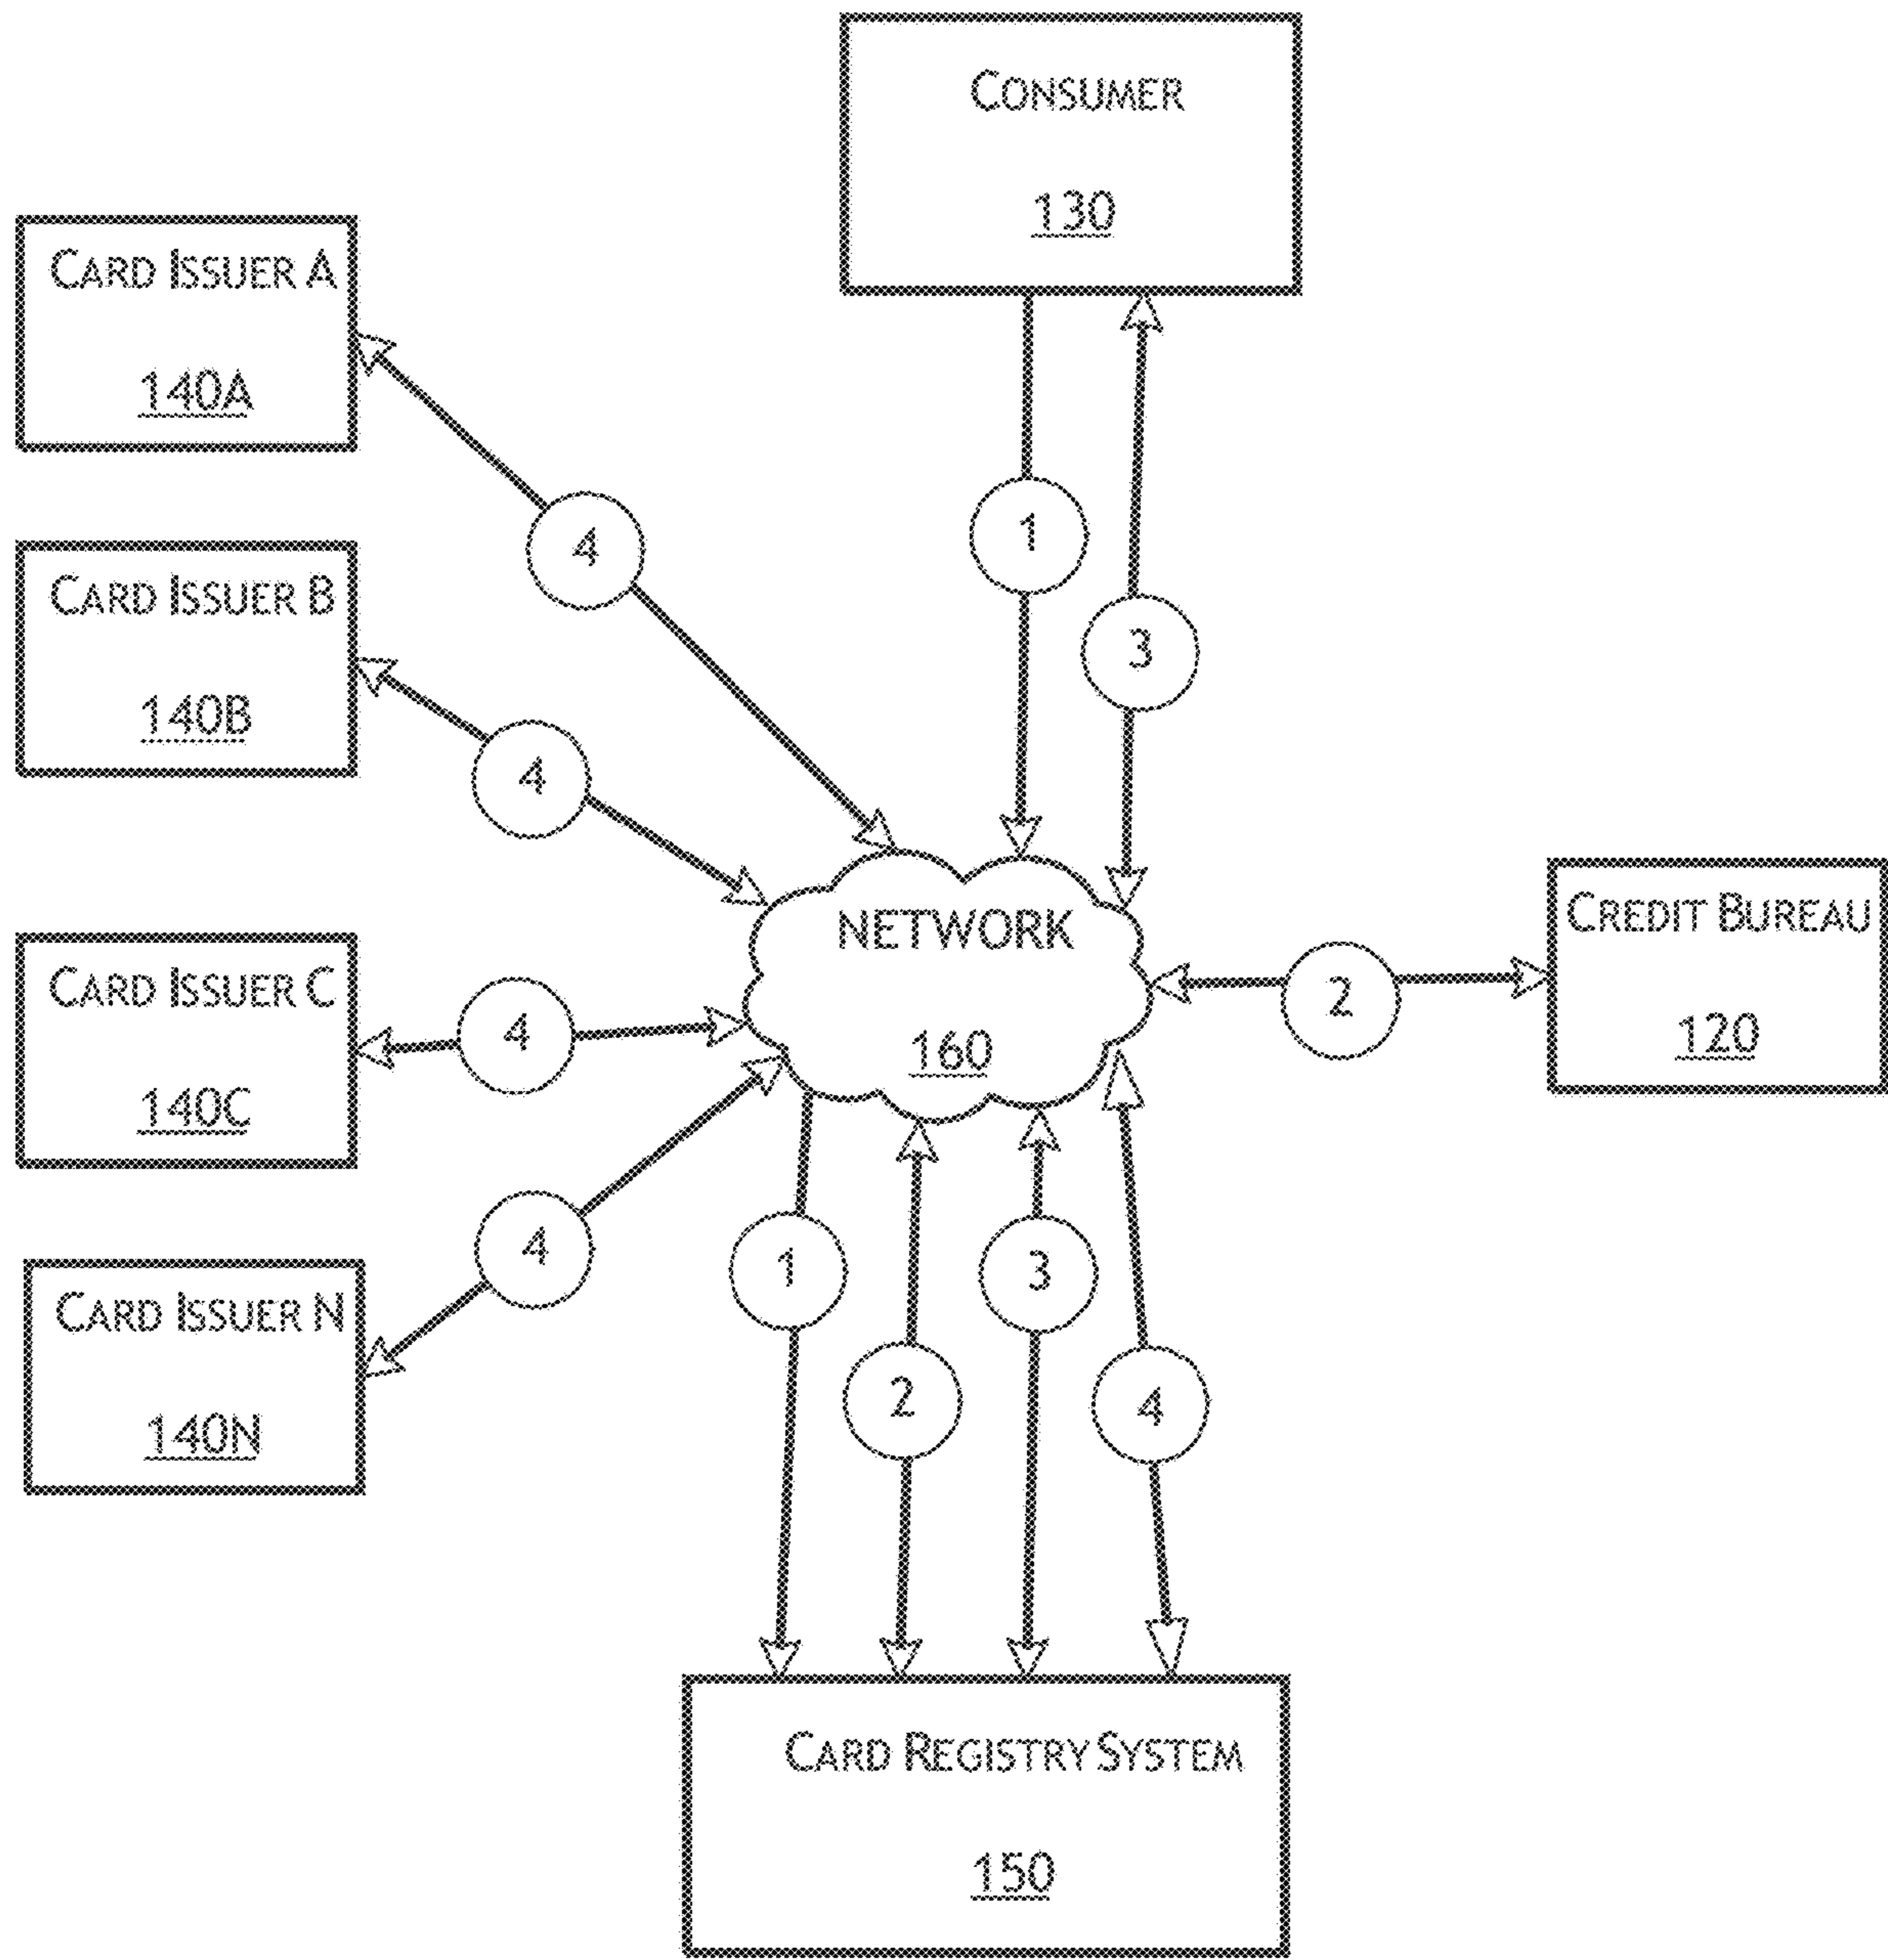 CONSUMER
130
CARD ISSUER A
140A
4
1
CARD ISSUER B
140B
3
4
CREDIT BUREAU
120
NETWORK
160
2
CARD ISSUER C
140C
4
CARD ISSUER N
140N
4
1
2
3
4
CARD REGISTRY SYSTEM
150